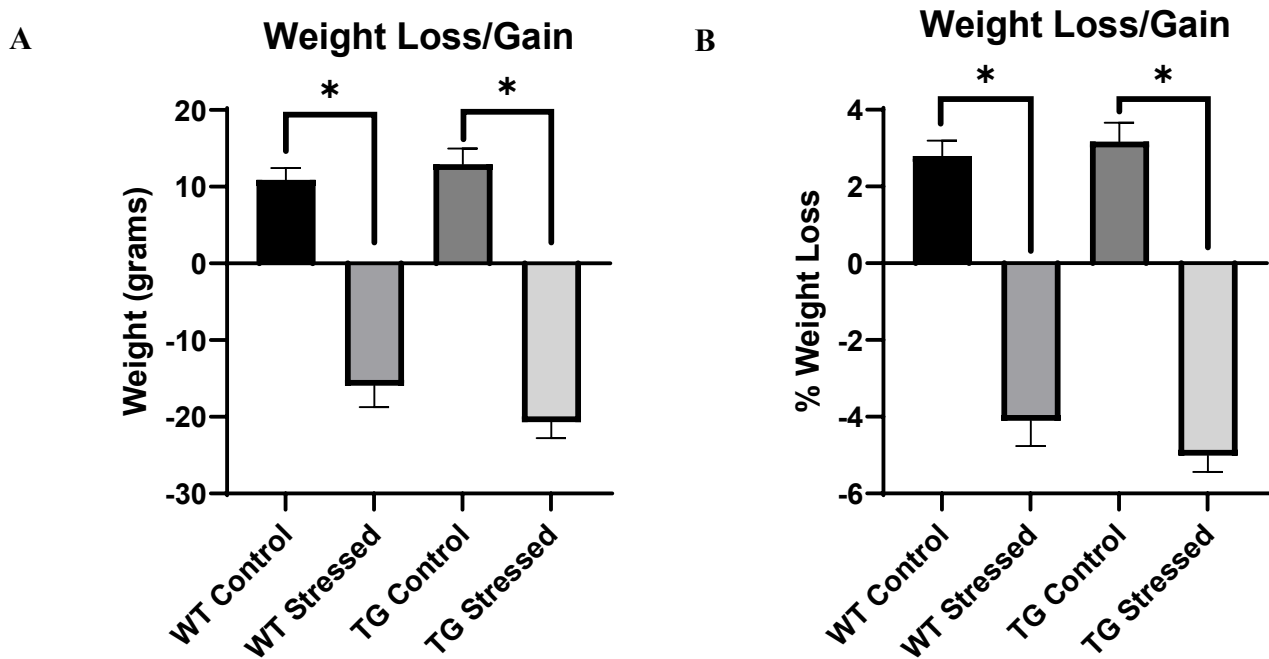 A
Weight Loss/Gain
*
*
Weight (grams)
20
10
0
-10
-20
-30
WT Control
WT Stressed
TG Control
TG Stressed
B
Weight Loss/Gain
*
*
% Weight Loss
4
2
0
-2
-4
-6
WT Control
WT Stressed
TG Control
TG Stressed